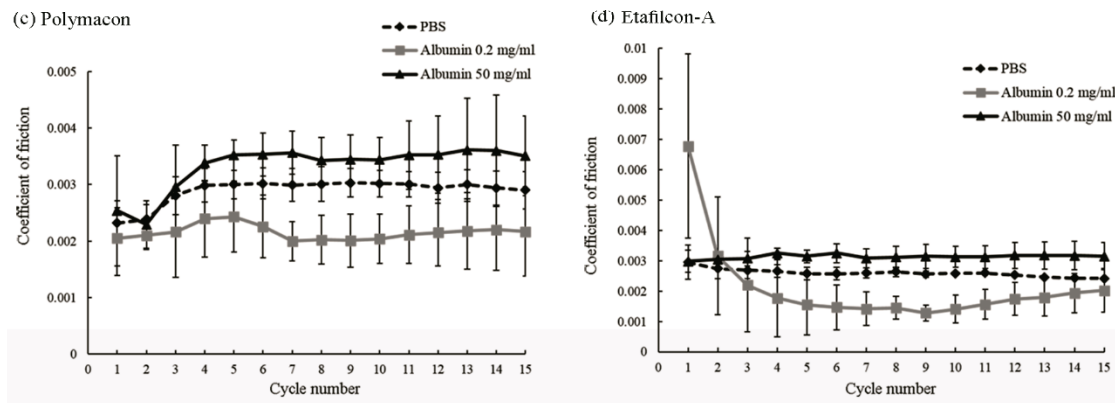 (c) Polymacon
PBS
Albumin 0.2 mg/ml
Albumin 50 mg/ml
0.005
0.004
0.003
0.002
0.001
0
Coefficient of friction
0 1 2 3 4 5 6 7 8 9 10 11 12 13 14 15
Cycle number
(d) Etafilcon-A
PBS
Albumin 0.2 mg/ml
Albumin 50 mg/ml
0.01
0.009
0.008
0.007
0.006
0.005
0.004
0.003
0.002
0.001
0
Coefficient of friction
0 1 2 3 4 5 6 7 8 9 10 11 12 13 14 15
Cycle number